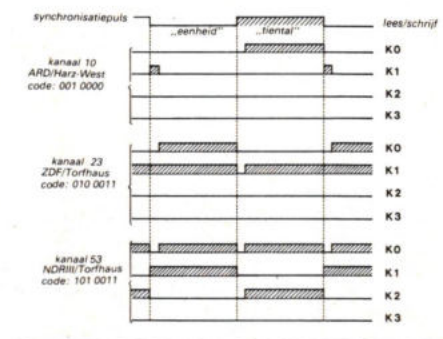 synchronisatiepuls
„eenheid”
„tiental”
lees/schrijf
kanaal 10
ARD/Harz-West
code: 001 0000
K0
K1
K2
K3
kanaal 23
ZDF/Torfhaus
code: 010 0011
K0
K1
K2
K3
kanaal 53
NDRIII/Torfhaus
code: 101 0011
K0
K1
K2
K3